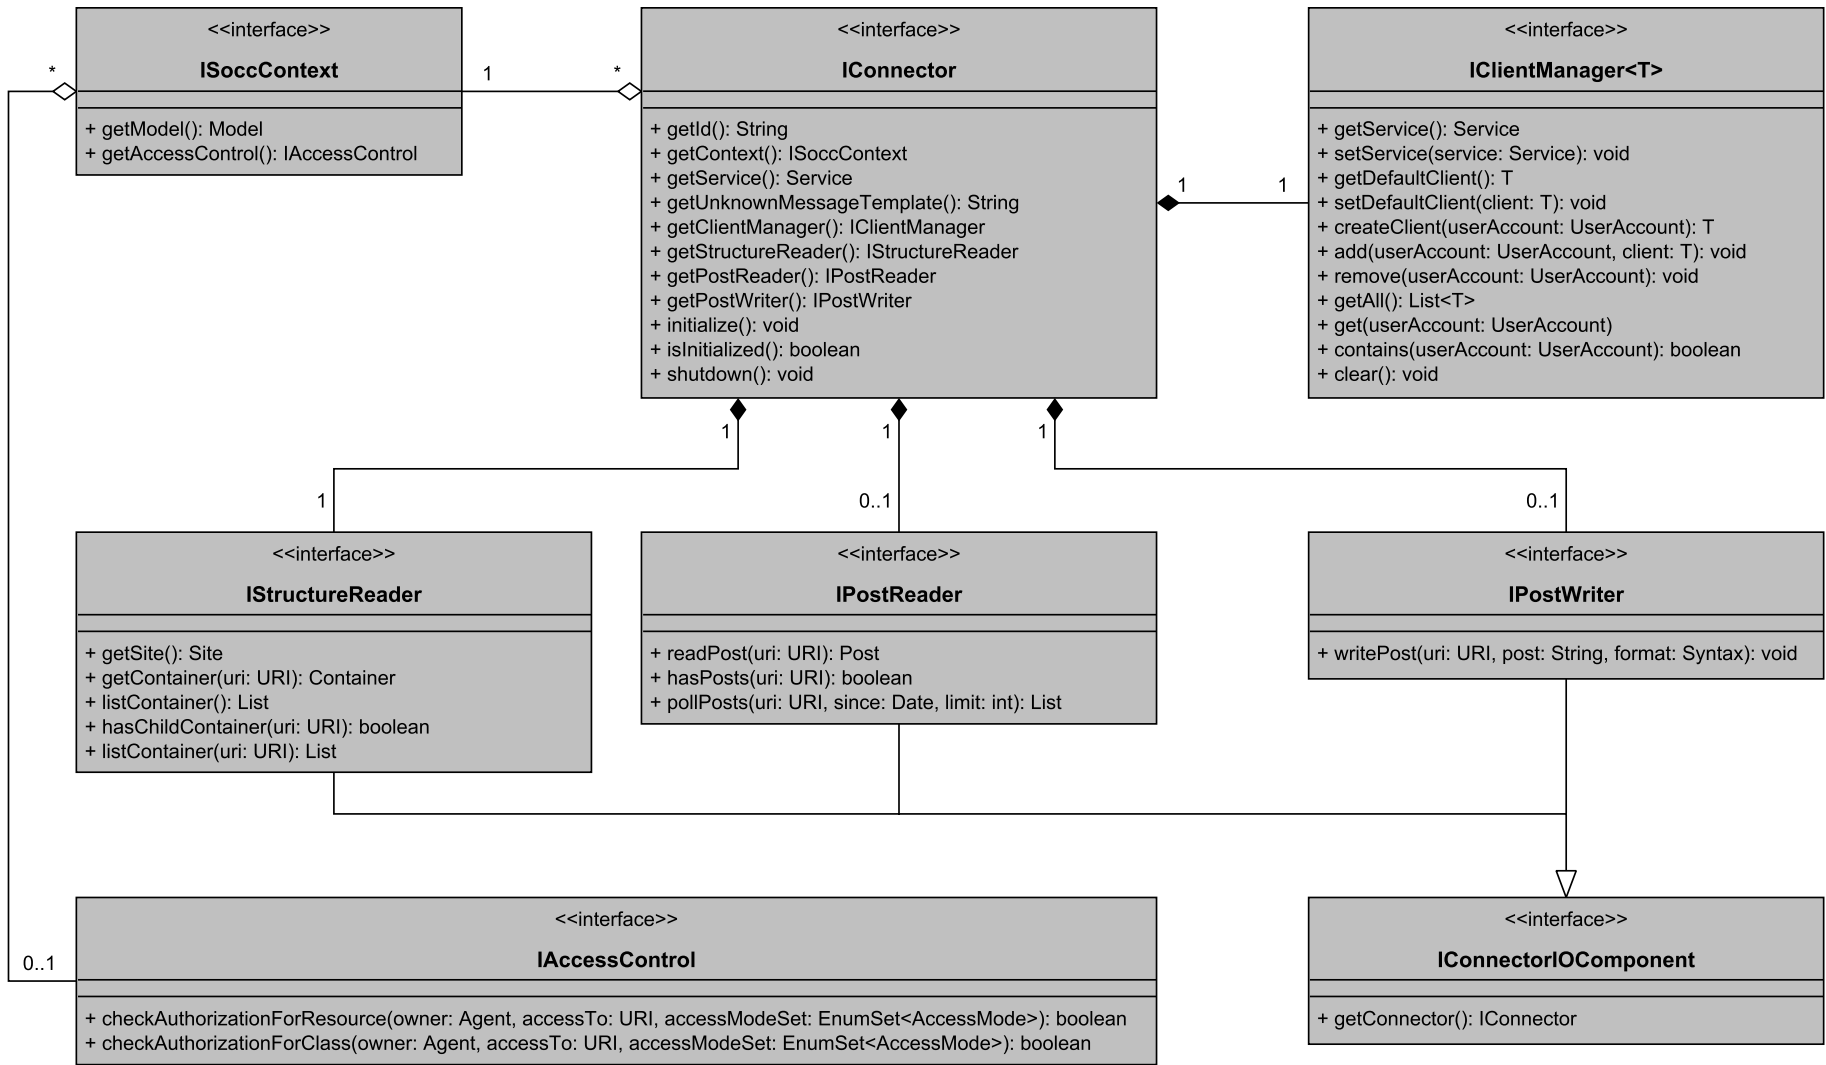 <<interface>>
ISoccContext
+ getModel(): Model
+ getAccessControl(): IAccessControl
*
1
*
<<interface>>
IConnector
+ getId(): String
+ getContext(): ISoccContext
+ getService(): Service
+ getUnknownMessageTemplate(): String
+ getClientManager(): IClientManager
+ getStructureReader(): IStructureReader
+ getPostReader(): IPostReader
+ getPostWriter(): IPostWriter
+ initialize(): void
+ isInitialized(): boolean
+ shutdown(): void
1
1
<<interface>>
IClientManager<T>
+ getService(): Service
+ setService(service: Service): void
+ getDefaultClient(): T
+ setDefaultClient(client: T): void
+ createClient(userAccount: UserAccount): T
+ add(userAccount: UserAccount, client: T): void
+ remove(userAccount: UserAccount): void
+ getAll(): List<T>
+ get(userAccount: UserAccount)
+ contains(userAccount: UserAccount): boolean
+ clear(): void
1
1
1
1
0..1
0..1
<<interface>>
IStructureReader
+ getSite(): Site
+ getContainer(uri: URI): Container
+ listContainer(): List
+ hasChildContainer(uri: URI): boolean
+ listContainer(uri: URI): List
<<interface>>
IPostReader
+ readPost(uri: URI): Post
+ hasPosts(uri: URI): boolean
+ pollPosts(uri: URI, since: Date, limit: int): List
<<interface>>
IPostWriter
+ writePost(uri: URI, post: String, format: Syntax): void
0..1
<<interface>>
IAccessControl
+ checkAuthorizationForResource(owner: Agent, accessTo: URI, accessModeSet: EnumSet<AccessMode>): boolean
+ checkAuthorizationForClass(owner: Agent, accessTo: URI, accessModeSet: EnumSet<AccessMode>): boolean
<<interface>>
IConnectorIOComponent
+ getConnector(): IConnector